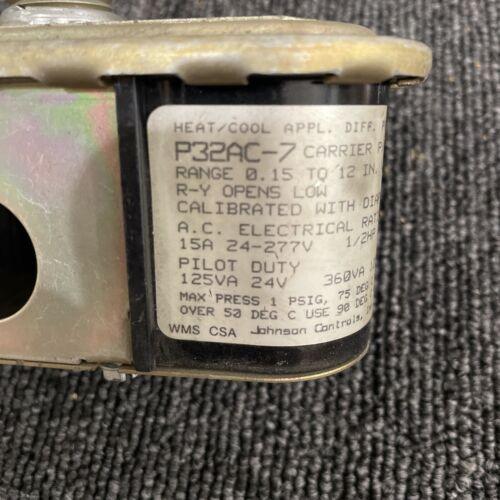 HEAT/COOL APPL. DIFF.
P32AC-7 CARRIER
RANGE 0.15 TO 12 IN.
R-Y OPENS LOW
CALIBRATED WITH
A.C. ELECTRICAL
15A 24-277V 1/2HP
PILOT DUTY
125VA 24V 360VA
MAX PRESS 1 PSIG, 75 DEG
OVER 50 DEG C USE 90 DEG
WMS CSA Johnson Controls,